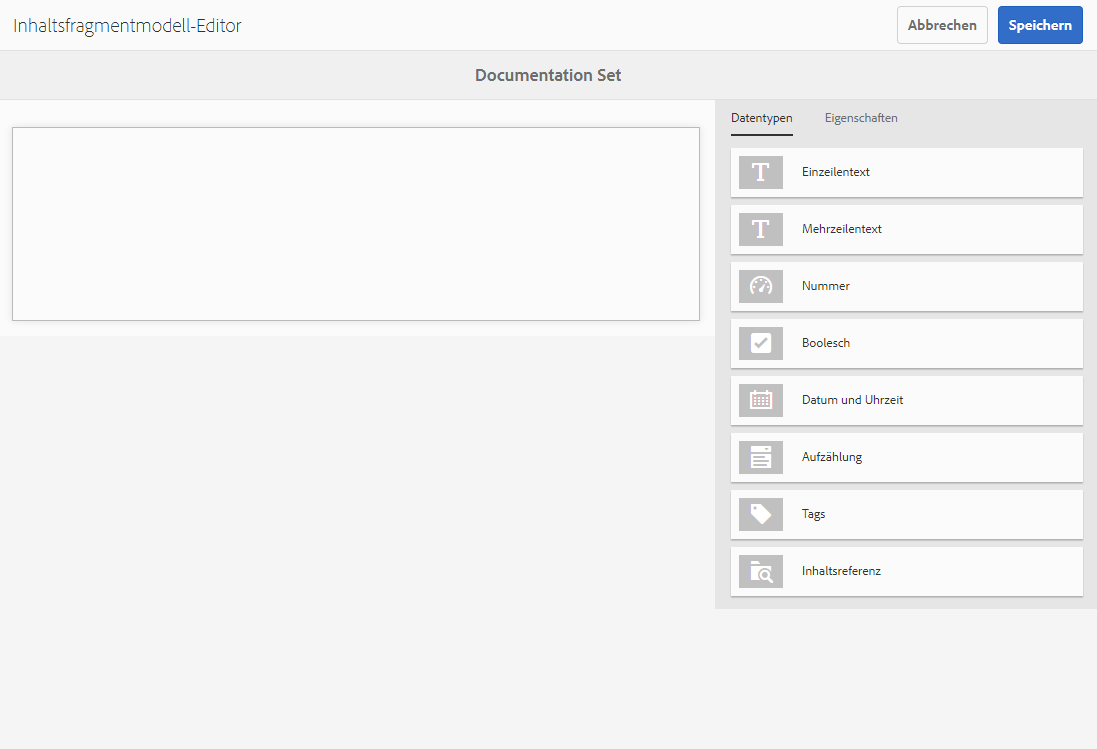 Inhaltsfragmentmodell-Editor
Abbrechen
Speichern
Documentation Set
Datentypen
Eigenschaften
Einzeilentext
Mehrzeilentext
Nummer
Boolesch
Datum und Uhrzeit
Aufzählung
Tags
Inhaltsreferenz